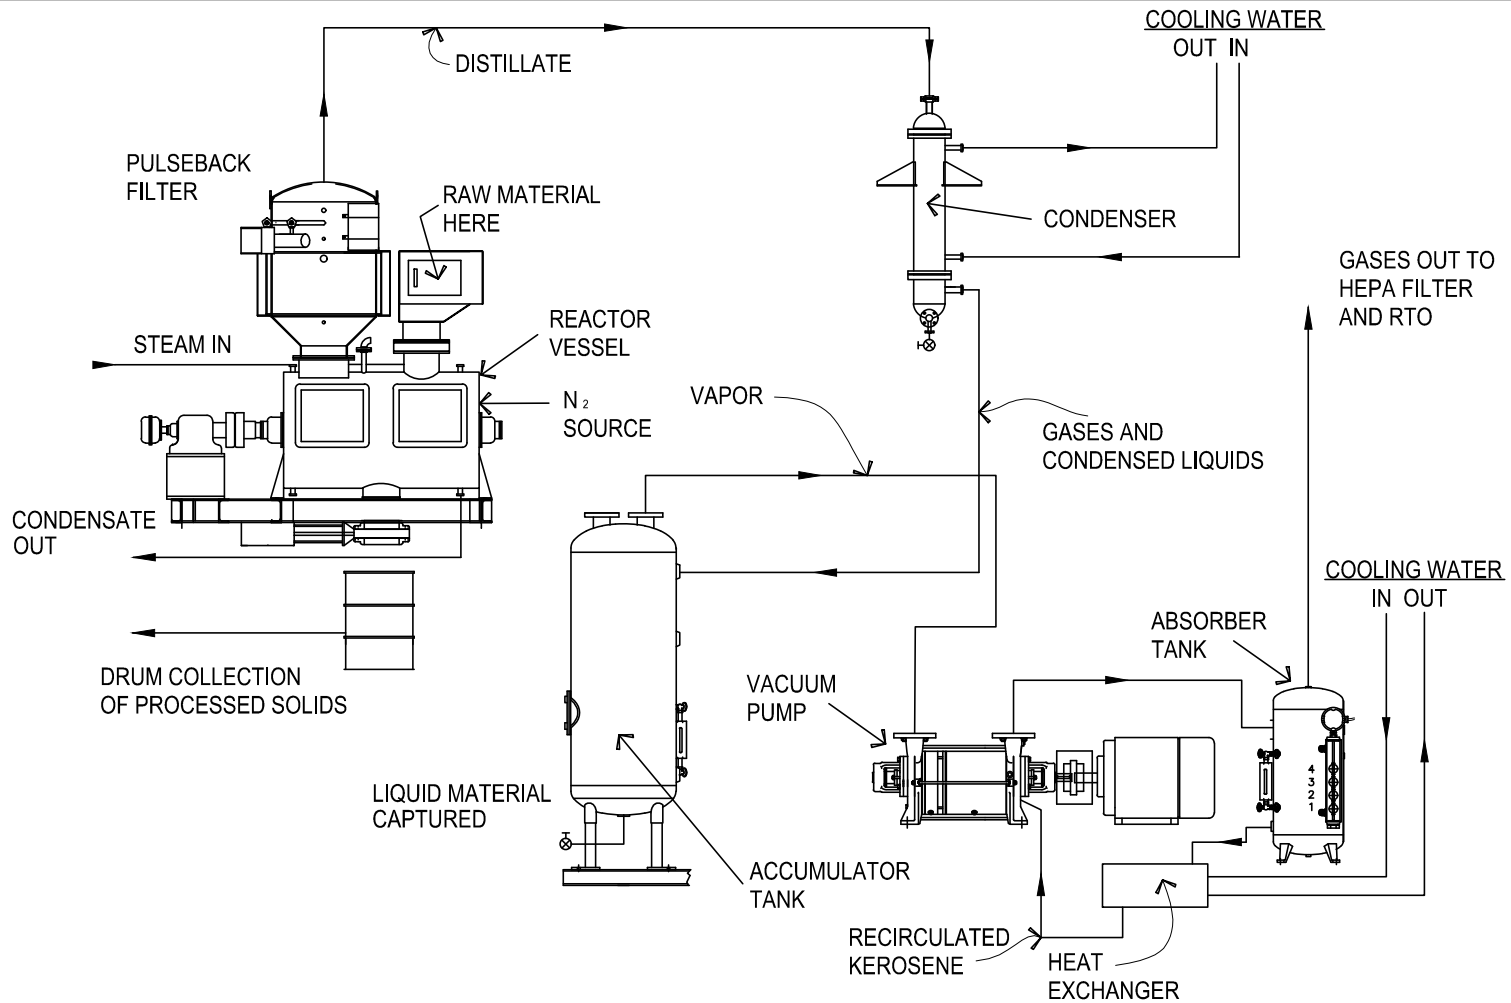 COOLING WATER
OUT IN
DISTILLATE
PULSEBACK
FILTER
RAW MATERIAL
HERE
CONDENSER
GASES OUT TO
HEPA FILTER
AND RTO
STEAM IN
REACTOR
VESSEL
N2
SOURCE
VAPOR
GASES AND
CONDENSED LIQUIDS
CONDENSATE
OUT
COOLING WATER
IN OUT
ABSORBER
TANK
DRUM COLLECTION
OF PROCESSED SOLIDS
VACUUM
PUMP
4
3
2
1
LIQUID MATERIAL
CAPTURED
ACCUMULATOR
TANK
RECIRCULATED
KEROSENE
HEAT
EXCHANGER